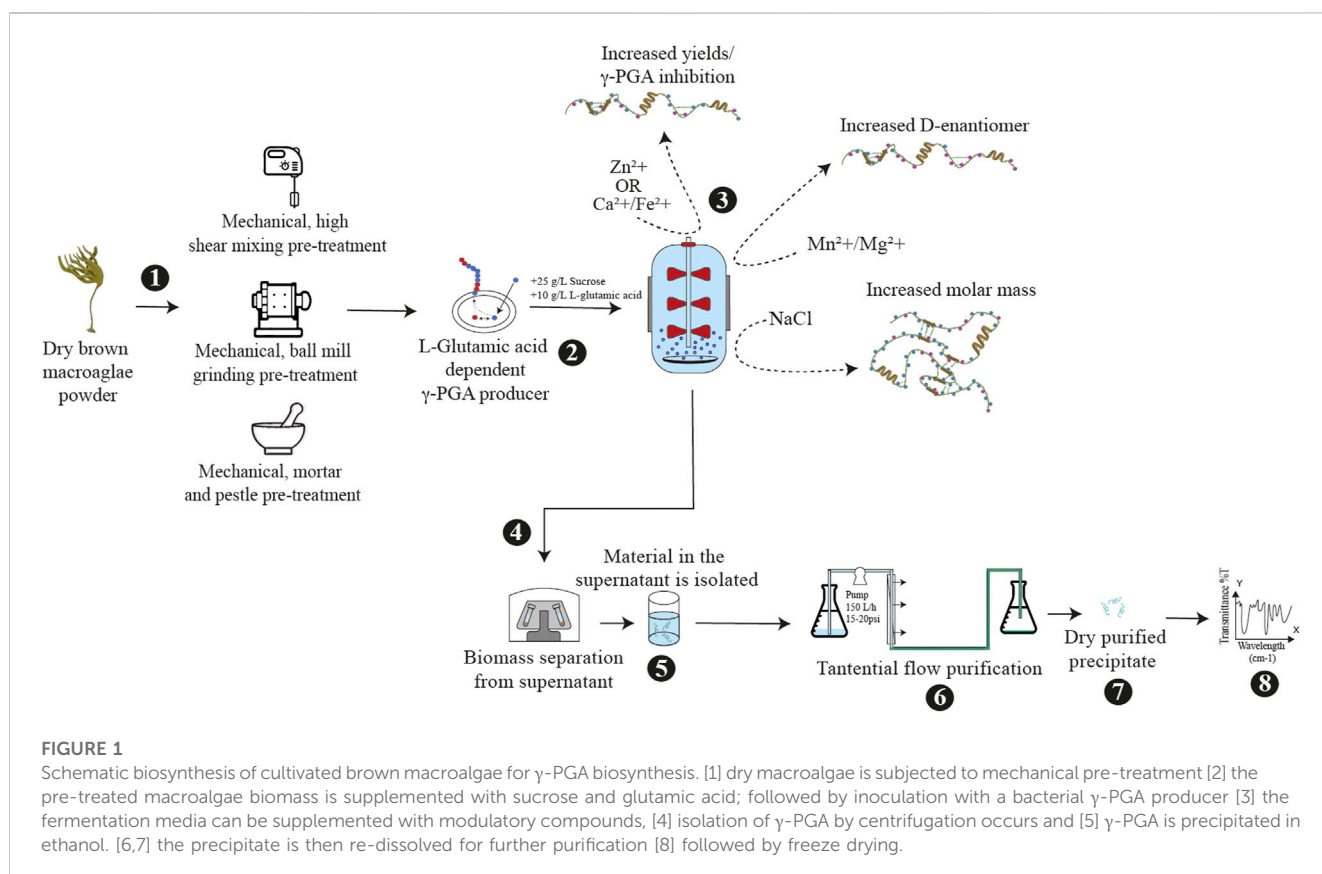 Increased yields/
γ-PGA inhibition
Zn²⁺
OR
Ca²⁺/Fe²⁺
3
Increased D-enantiomer
Mn²⁺/Mg²⁺
Increased molar mass
NaCl
Mechanical, high
shear mixing pre-treatment
1
Dry brown
macroaglae
powder
Mechanical, ball mill
grinding pre-treatment
Mechanical, mortar
and pestle pre-treatment
+25 g/L Sucrose
+10 g/L L-glutamic acid
L-Glutamic acid
dependent
γ-PGA producer
2
4
Biomass separation
from supernatant
Material in the
supernatant is isolated
5
Pump
150 L/h
15-20psi
Tantential flow purification
6
Dry purified
precipitate
7
Transmittance %T
Y
X
Wavelength
(cm-1)
8
FIGURE 1
Schematic biosynthesis of cultivated brown macroalgae for γ-PGA biosynthesis. [1] dry macroalgae is subjected to mechanical pre-treatment [2] the
pre-treated macroalgae biomass is supplemented with sucrose and glutamic acid; followed by inoculation with a bacterial γ-PGA producer [3] the
fermentation media can be supplemented with modulatory compounds, [4] isolation of γ-PGA by centrifugation occurs and [5] γ-PGA is precipitated in
ethanol. [6,7] the precipitate is then re-dissolved for further purification [8] followed by freeze drying.